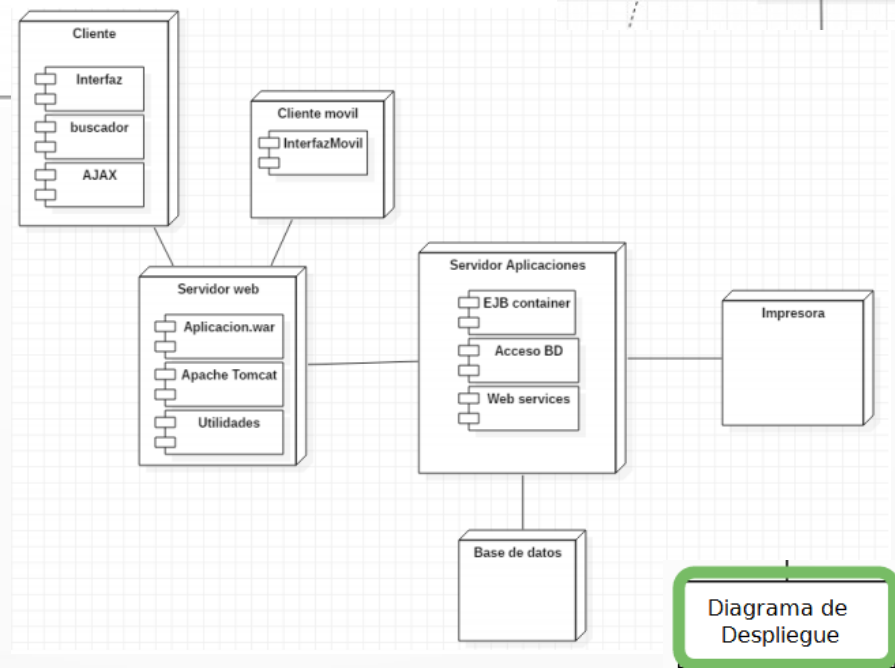 Cliente
Interfaz
buscador
AJAX
Cliente movil
InterfazMovil
Servidor web
Aplicacion.war
Apache Tomcat
Utilidades
Servidor Aplicaciones
EJB container
Acceso BD
Web services
Impresora
Base de datos
Diagrama de
Despliegue